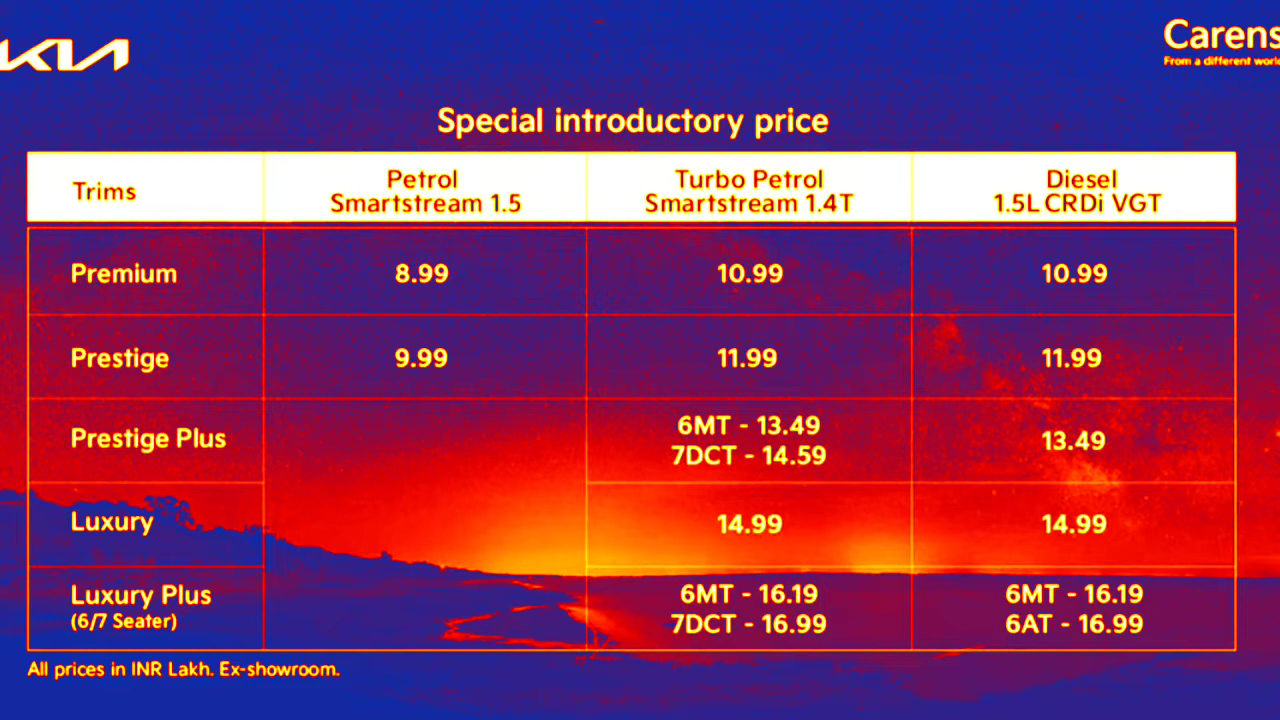 KIA
Carens
From a different world
Special introductory price
Trims
Petrol
Smartstream 1.5
Turbo Petrol
Smartstream 1.4T
Diesel
1.5L CRDi VGT
Premium
8.99
10.99
10.99
Prestige
9.99
11.99
11.99
Prestige Plus
6MT - 13.49
7DCT - 14.59
13.49
Luxury
14.99
14.99
Luxury Plus
(6/7 Seater)
6MT - 16.19
7DCT - 16.99
6MT - 16.19
6AT - 16.99
All prices in INR Lakh. Ex-showroom.